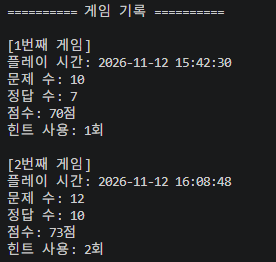 ========== 게임 기록 ==========
[1번째 게임]
플레이 시간: 2026-11-12 15:42:30
문제 수: 10
정답 수: 7
점수: 70점
힌트 사용: 1회
[2번째 게임]
플레이 시간: 2026-11-12 16:08:48
문제 수: 12
정답 수: 10
점수: 73점
힌트 사용: 2회